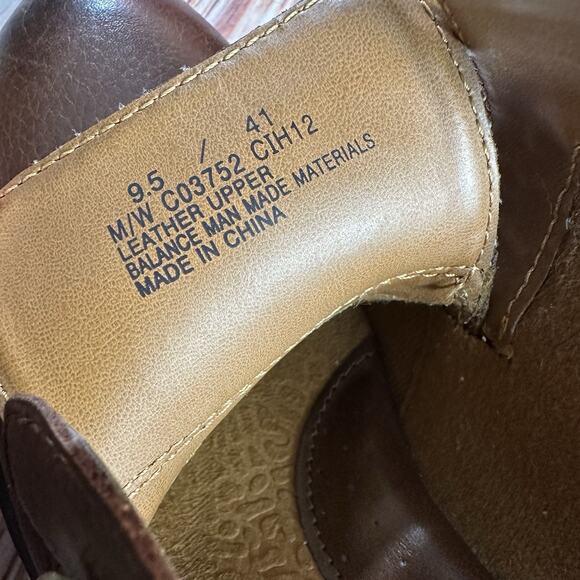 9.5 / 41
M/W C03752 CIH12
LEATHER UPPER
BALANCE MAN MADE MATERIALS
MADE IN CHINA